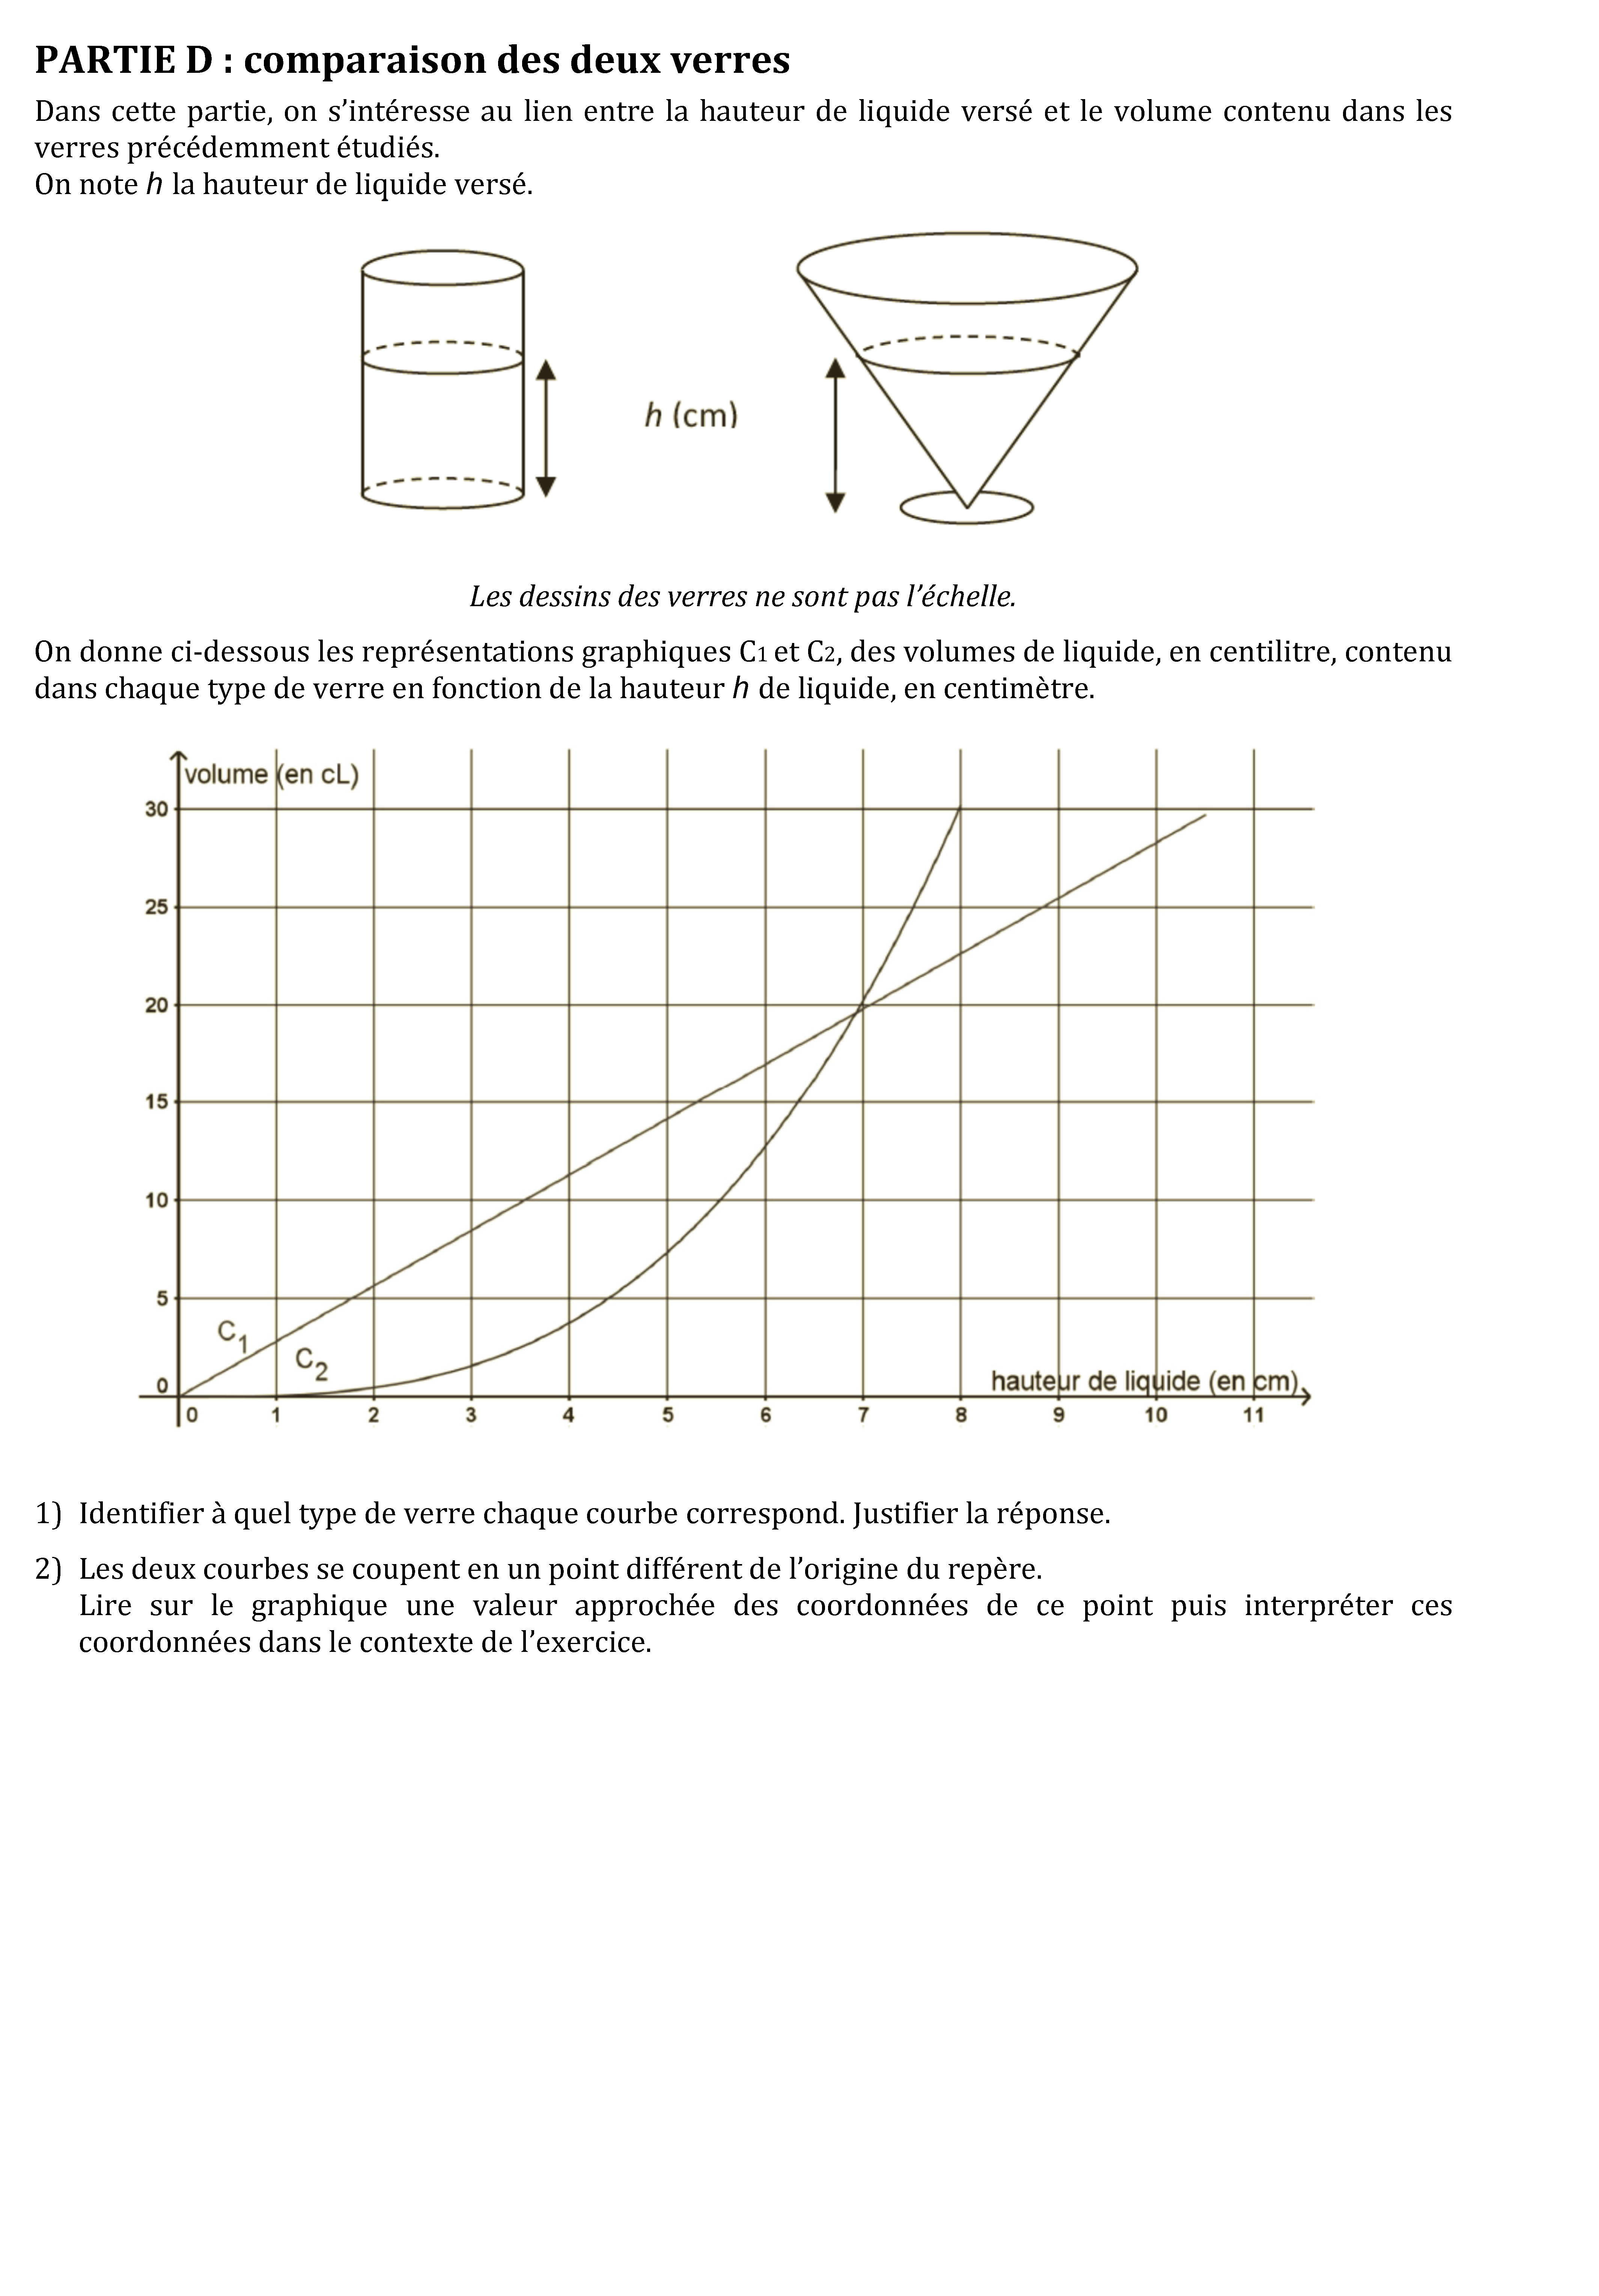 PARTIE D : comparaison des deux verres
Dans cette partie, on s’intéresse au lien entre la hauteur de liquide versé et le volume contenu dans les
verres précédemment étudiés.
On note h la hauteur de liquide versé.
h (cm)
Les dessins des verres ne sont pas l’échelle.
On donne ci-dessous les représentations graphiques C1 et C2, des volumes de liquide, en centilitre, contenu
dans chaque type de verre en fonction de la hauteur h de liquide, en centimètre.
volume (en cL)
30
25
20
15
10
5
C1
C2
0
hauteur de liquide (en cm)
0 1 2 3 4 5 6 7 8 9 10 11
1) Identifier à quel type de verre chaque courbe correspond. Justifier la réponse.
2) Les deux courbes se coupent en un point différent de l’origine du repère.
Lire sur le graphique une valeur approchée des coordonnées de ce point puis interpréter ces
coordonnées dans le contexte de l’exercice.